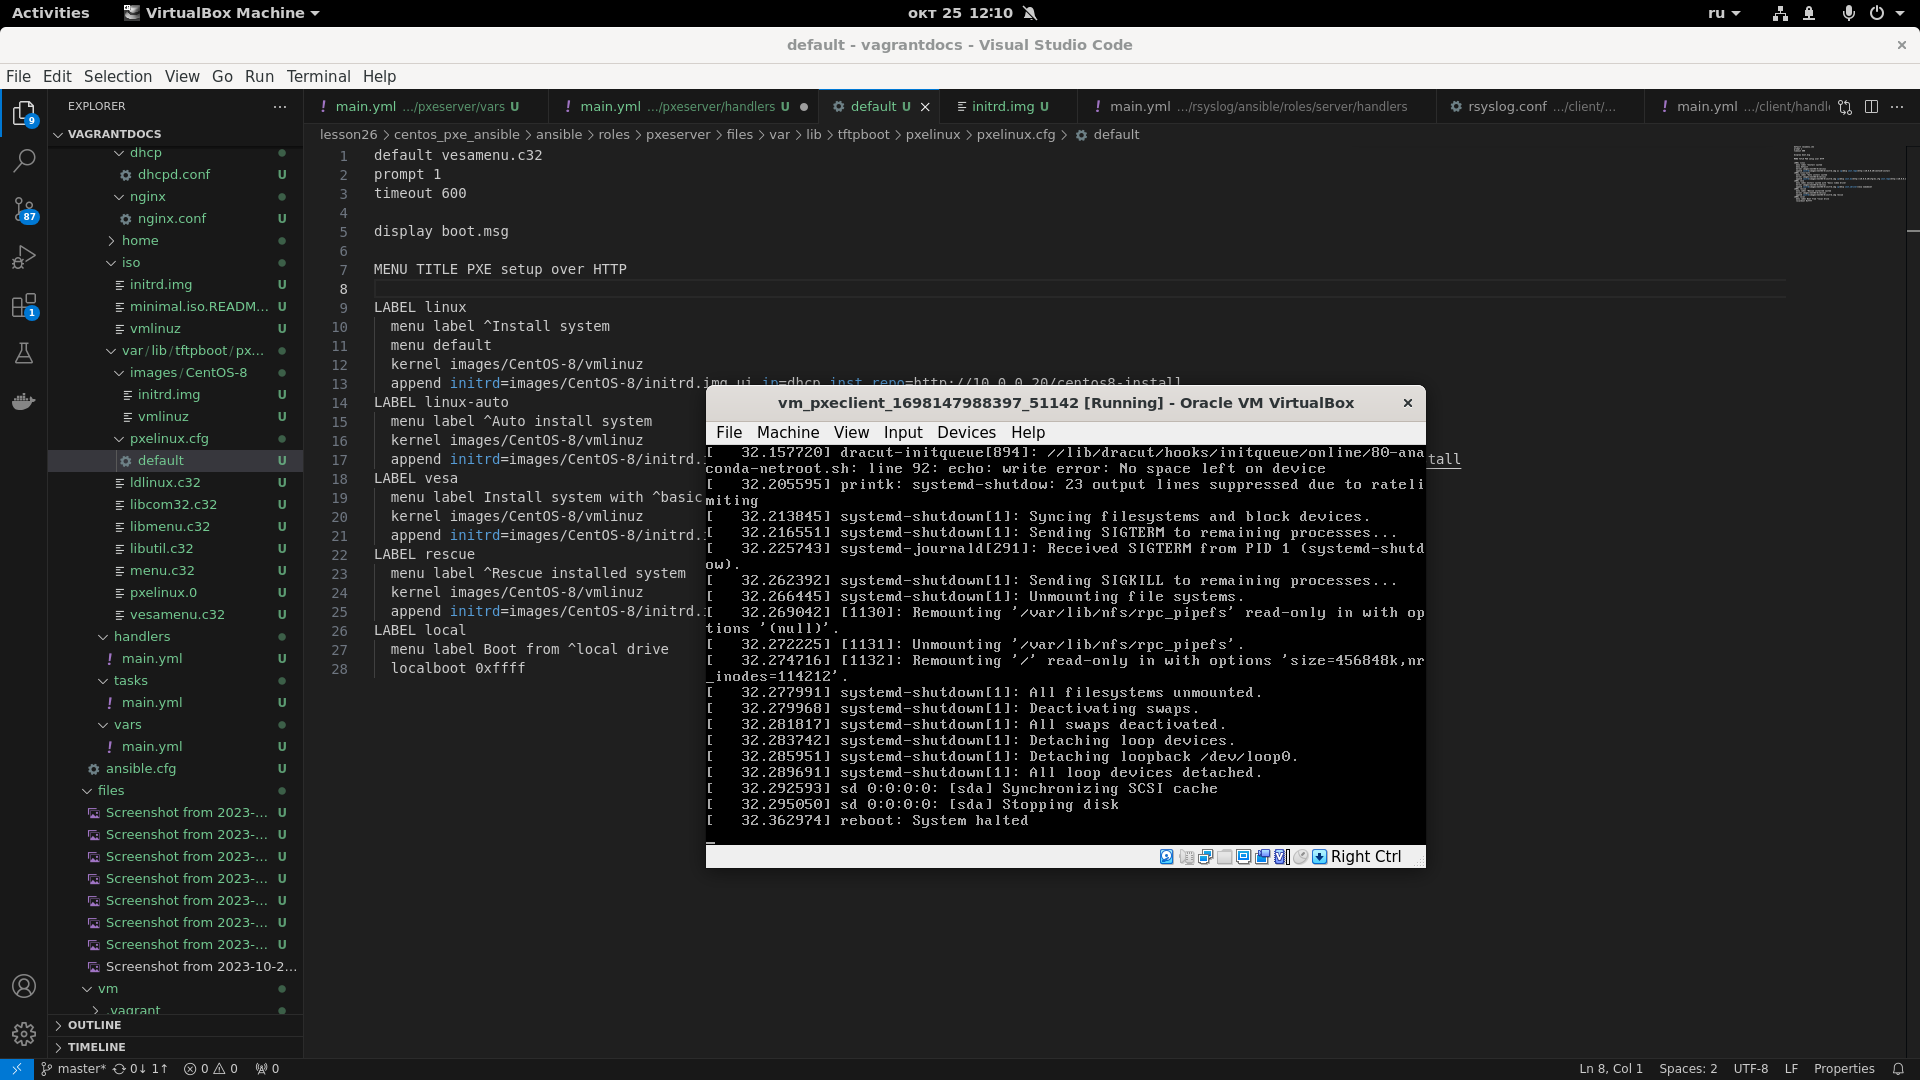 Activities
VirtualBox Machine
окт 25 12:10
ru
default - vagrantdocs - Visual Studio Code
×
File Edit Selection View Go Run Terminal Help
EXPLORER
main.yml .../pxeserver/vars U
main.yml .../pxeserver/handlers U
default U
initrd.img U
main.yml .../rsyslog/ansible/roles/server/handlers
rsyslog.conf .../client/...
main.yml .../client/handl
lesson26 > centos_pxe_ansible > ansible > roles > pxeserver > files > var > lib > tftpboot > pxelinux > pxelinux.cfg > default
9
87
1
VAGRANTDOCS
dhcp
dhcpd.conf U
nginx
nginx.conf U
home
iso
initrd.img U
minimal.iso.READM... U
vmlinuz U
var/lib/tftpboot/px...
images/CentOS-8
initrd.img U
vmlinuz U
pxelinux.cfg
default U
ldlinux.c32 U
libcom32.c32 U
libmenu.c32 U
libutil.c32 U
menu.c32 U
pxelinux.0 U
vesamenu.c32 U
handlers
main.yml U
tasks
main.yml U
vars
main.yml U
ansible.cfg U
files
Screenshot from 2023-... U
Screenshot from 2023-... U
Screenshot from 2023-... U
Screenshot from 2023-... U
Screenshot from 2023-... U
Screenshot from 2023-... U
Screenshot from 2023-... U
Screenshot from 2023-10-2...
vm
.vagrant
OUTLINE
TIMELINE
1 default vesamenu.c32
2 prompt 1
3 timeout 600
4
5 display boot.msg
6
7 MENU TITLE PXE setup over HTTP
8
9 LABEL linux
10 menu label ^Install system
11 menu default
12 kernel images/CentOS-8/vmlinuz
13 append initrd=images/CentOS-8/initrd.img ui ip=dhcp inst.repo=http://10.0.0.20/centos8-install
14 LABEL linux-auto
15 menu label ^Auto install system
16 kernel images/CentOS-8/vmlinuz
17 append initrd=images/CentOS-8/initrd. tall
18 LABEL vesa
19 menu label Install system with ^basic
20 kernel images/CentOS-8/vmlinuz
21 append initrd=images/CentOS-8/initrd.
22 LABEL rescue
23 menu label ^Rescue installed system
24 kernel images/CentOS-8/vmlinuz
25 append initrd=images/CentOS-8/initrd.
26 LABEL local
27 menu label Boot from ^local drive
28 localboot 0xffff
vm_pxeclient_1698147988397_51142 [Running] - Oracle VM VirtualBox ×
File Machine View Input Devices Help
[ 32.157720] dracut-initqueue[894]: //lib/dracut/hooks/initqueue/online/80-ana
conda-netroot.sh: line 92: echo: write error: No space left on device
[ 32.205595] printk: systemd-shutdow: 23 output lines suppressed due to rateli
miting
[ 32.213845] systemd-shutdown[1]: Syncing filesystems and block devices.
[ 32.216551] systemd-shutdown[1]: Sending SIGTERM to remaining processes...
[ 32.225743] systemd-journald[291]: Received SIGTERM from PID 1 (systemd-shutd
ow).
[ 32.262392] systemd-shutdown[1]: Sending SIGKILL to remaining processes...
[ 32.266445] systemd-shutdown[1]: Unmounting file systems.
[ 32.269042] [1130]: Remounting '/var/lib/nfs/rpc_pipefs' read-only in with op
tions '(null)'.
[ 32.272225] [1131]: Unmounting '/var/lib/nfs/rpc_pipefs'.
[ 32.274716] [1132]: Remounting '/' read-only in with options 'size=456848k,nr
_inodes=114212'.
[ 32.277991] systemd-shutdown[1]: All filesystems unmounted.
[ 32.279968] systemd-shutdown[1]: Deactivating swaps.
[ 32.281817] systemd-shutdown[1]: All swaps deactivated.
[ 32.283742] systemd-shutdown[1]: Detaching loop devices.
[ 32.285951] systemd-shutdown[1]: Detaching loopback /dev/loop0.
[ 32.289691] systemd-shutdown[1]: All loop devices detached.
[ 32.292593] sd 0:0:0:0: [sda] Synchronizing SCSI cache
[ 32.295050] sd 0:0:0:0: [sda] Stopping disk
[ 32.362974] reboot: System halted
_
Right Ctrl
master* 0↓ 1↑ 0 0 0
Ln 8, Col 1 Spaces: 2 UTF-8 LF Properties